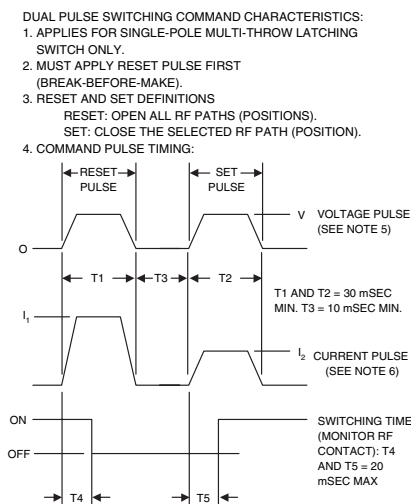 DUAL PULSE SWITCHING COMMAND CHARACTERISTICS:
1. APPLIES FOR SINGLE-POLE MULTI-THROW LATCHING
SWITCH ONLY.
2. MUST APPLY RESET PULSE FIRST
(BREAK-BEFORE-MAKE).
3. RESET AND SET DEFINITIONS
RESET: OPEN ALL RF PATHS (POSITIONS).
SET: CLOSE THE SELECTED RF PATH (POSITION).
4. COMMAND PULSE TIMING:
RESET
PULSE
SET
PULSE
V VOLTAGE PULSE
(SEE NOTE 5)
O
T1 T3 T2
T1 AND T2 = 30 mSEC
MIN. T3 = 10 mSEC MIN.
I1
I2 CURRENT PULSE
(SEE NOTE 6)
ON
OFF
SWITCHING TIME
(MONITOR RF
CONTACT): T4
AND T5 = 20
mSEC MAX
T4 T5